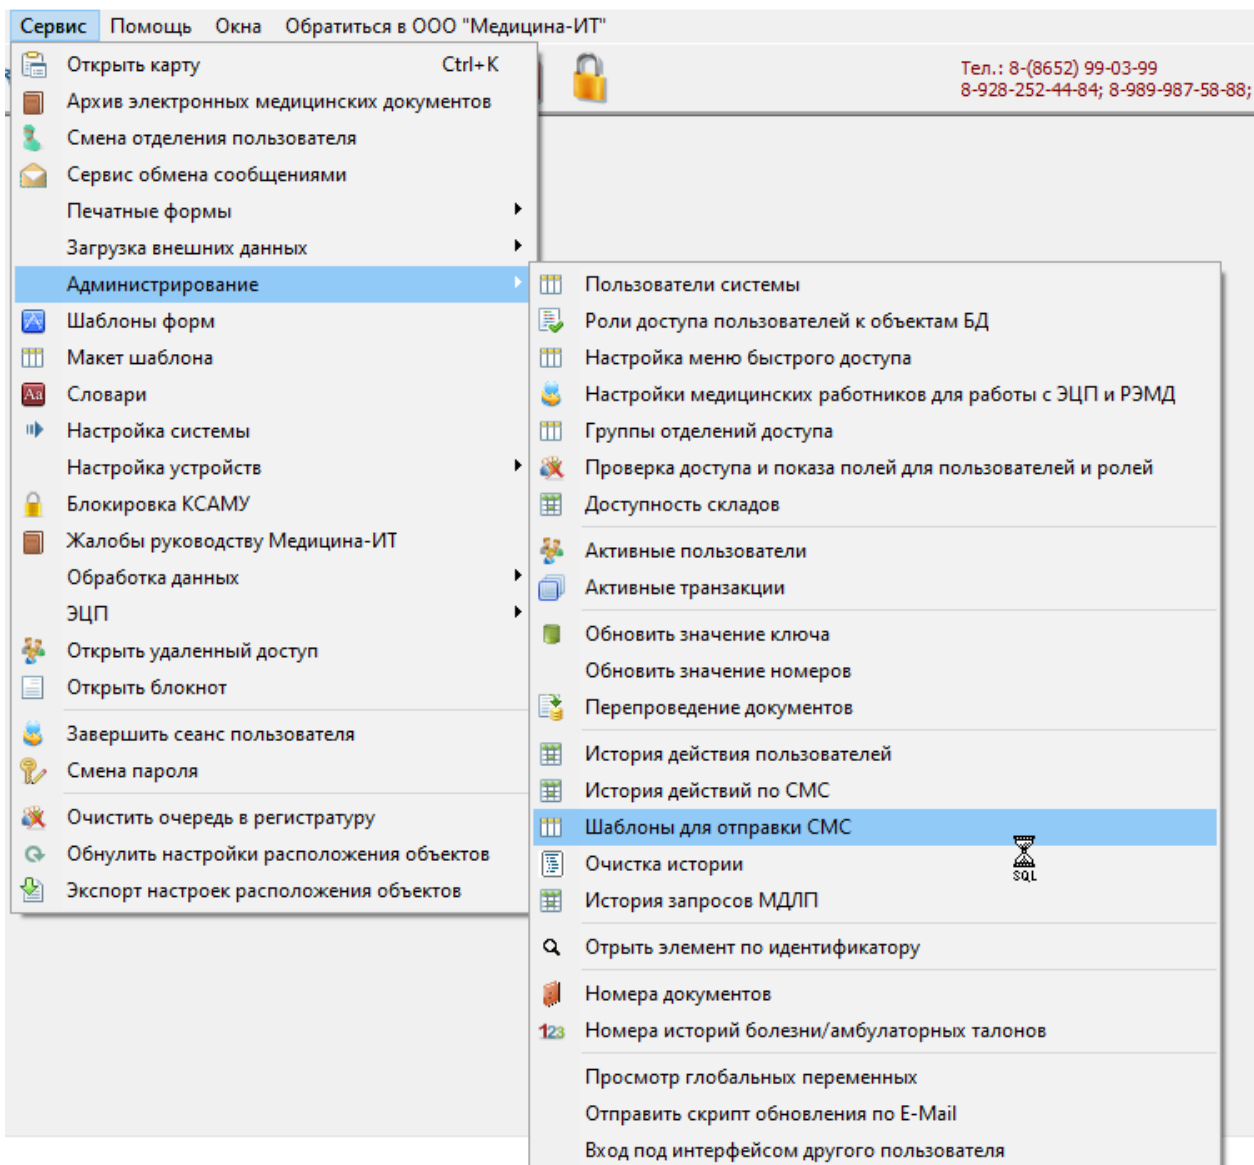 Сервис Помощь Окна Обратиться в ООО "Медицина-ИТ"
Тел.: 8-(8652) 99-03-99
8-928-252-44-84; 8-989-987-58-88;
Открыть карту Ctrl+K
Архив электронных медицинских документов
Смена отделения пользователя
Сервис обмена сообщениями
Печатные формы
Загрузка внешних данных
Администрирование
Шаблоны форм
Макет шаблона
Aa Словари
Настройка системы
Настройка устройств
Блокировка КСАМУ
Жалобы руководству Медицина-ИТ
Обработка данных
ЭЦП
Открыть удаленный доступ
Открыть блокнот
Завершить сеанс пользователя
Смена пароля
Очистить очередь в регистратуру
Обнулить настройки расположения объектов
Экспорт настроек расположения объектов
Пользователи системы
Роли доступа пользователей к объектам БД
Настройка меню быстрого доступа
Настройки медицинских работников для работы с ЭЦП и РЭМД
Группы отделений доступа
Проверка доступа и показа полей для пользователей и ролей
Доступность складов
Активные пользователи
Активные транзакции
Обновить значение ключа
Обновить значение номеров
Перепроведение документов
История действия пользователей
История действий по СМС
Шаблоны для отправки СМС
SQL
Очистка истории
История запросов МДЛП
Отрыть элемент по идентификатору
Номера документов
123 Номера историй болезни/амбулаторных талонов
Просмотр глобальных переменных
Отправить скрипт обновления по E-Mail
Вход под интерфейсом другого пользователя